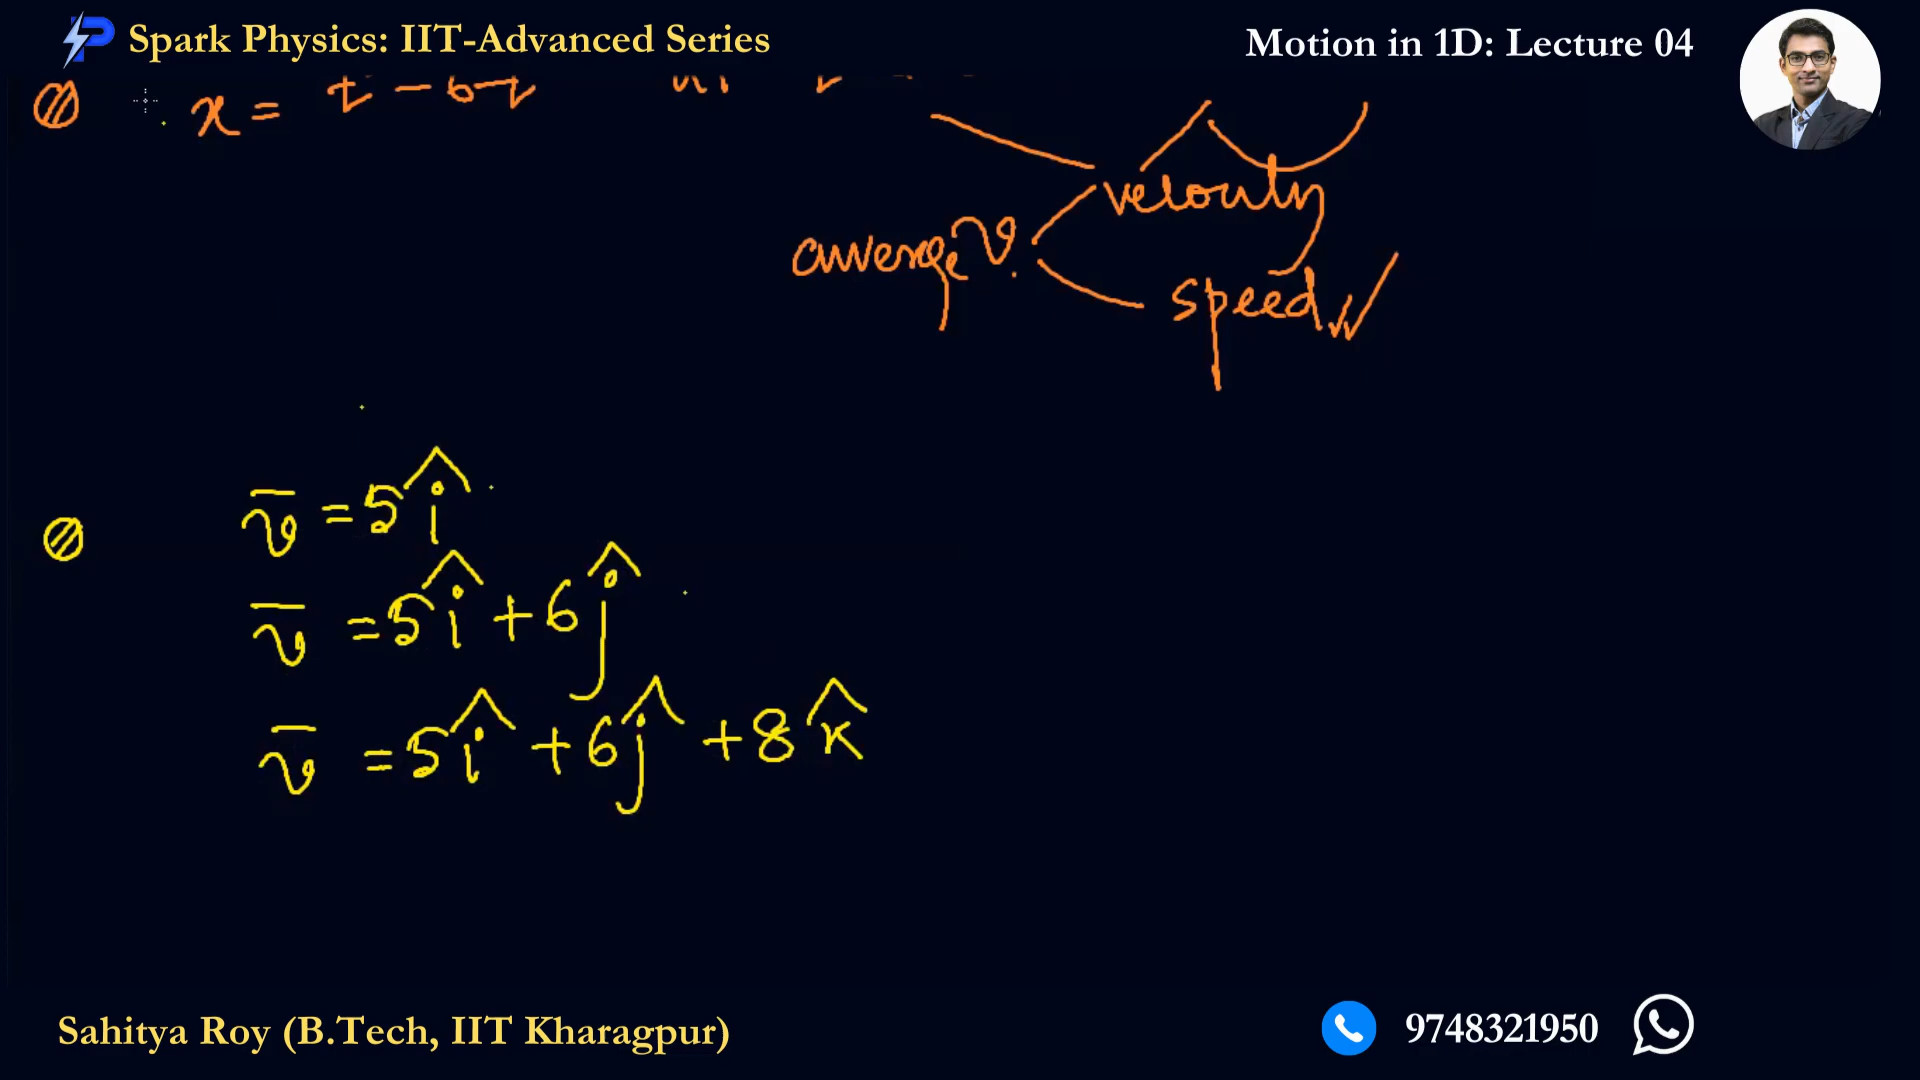 Spark Physics: IIT-Advanced Series
Motion in 1D: Lecture 04
x =
velouty
average v.
speed
v̅ = 5î
v̅ = 5î + 6ĵ
v̅ = 5î + 6ĵ + 8k̂
Sahitya Roy (B.Tech, IIT Kharagpur)
9748321950